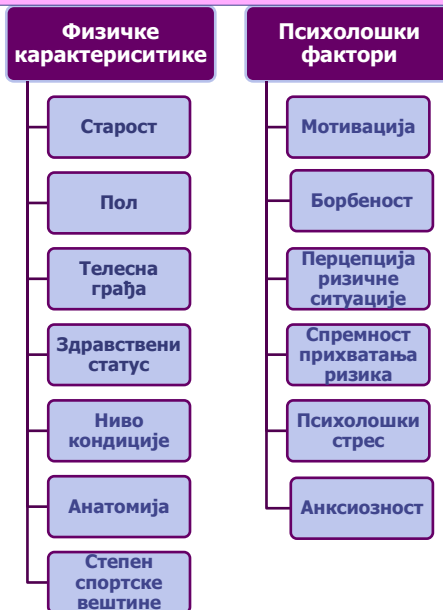 Физичке
карактериситике
Старост
Пол
Телесна
грађа
Здравствени
статус
Ниво
кондиције
Анатомија
Степен
спортске
вештине
Психолошки
фактори
Мотивација
Борбеност
Перцепција
ризичне
ситуације
Спремност
прихватања
ризика
Психолошки
стрес
Анксиозност